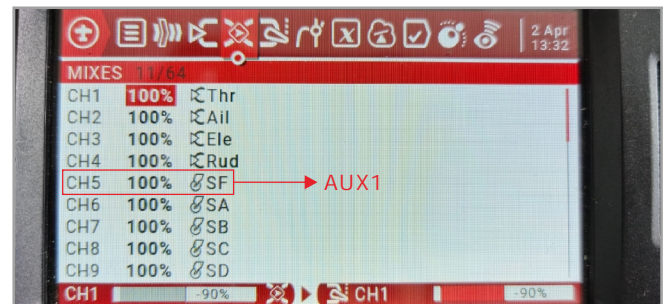 2 Apr
13:32
MIXES 11/64
CH1 100% Thr
CH2 100% Ail
CH3 100% Ele
CH4 100% Rud
CH5 100% SF AUX1
CH6 100% SA
CH7 100% SB
CH8 100% SC
CH9 100% SD
CH1 -90% CH1 -90%